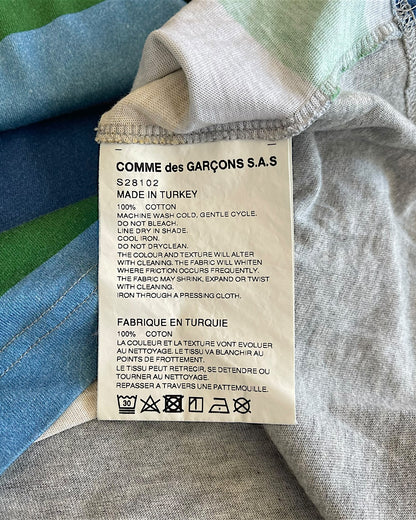 COMME des GARÇONS S.A.S
S28102
MADE IN TURKEY
100% COTTON
MACHINE WASH COLD, GENTLE CYCLE.
DO NOT BLEACH.
LINE DRY IN SHADE.
COOL IRON.
DO NOT DRYCLEAN.
THE COLOUR AND TEXTURE WILL ALTER
WITH CLEANING. THE FABRIC WILL WHITEN
WHERE FRICTION OCCURS FREQUENTLY.
THE FABRIC MAY SHRINK, EXPAND OR TWIST
WITH CLEANING.
IRON THROUGH A PRESSING CLOTH.
FABRIQUE EN TURQUIE
100% COTTON
LA COULEUR ET LA TEXTURE VONT EVOLUER
AU NETTOYAGE. LE TISSU VA BLANCHIR AU
POINTS DE FROTTEMENT.
LE TISSU PEUT RETRECIR, SE DETENDRE OU
TOURNER AU NETTOYAGE.
REPASSER A TRAVERS UNE PATTEMOUILLE.
30